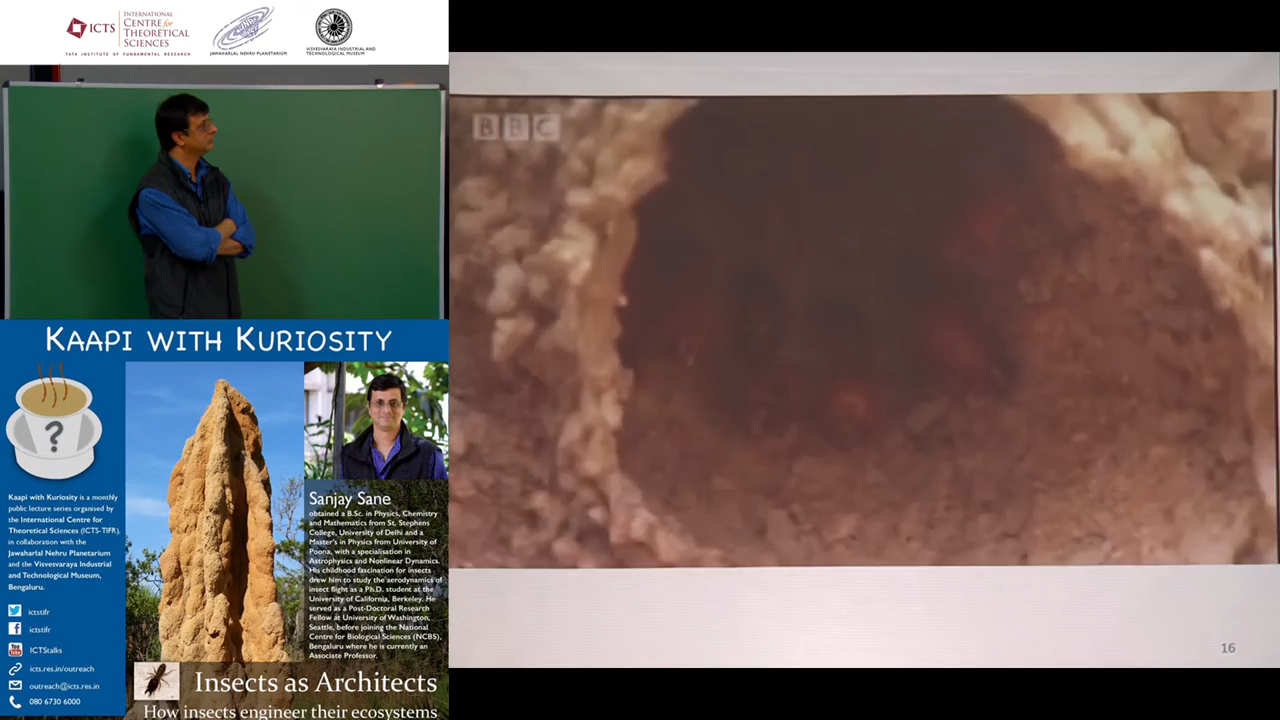 ICTS
INTERNATIONAL
CENTRE for
THEORETICAL
SCIENCES
TATA INSTITUTE OF FUNDAMENTAL RESEARCH
JAWAHARLAL NEHRU PLANETARIUM
VISVESVARAYA INDUSTRIAL AND
TECHNOLOGICAL MUSEUM
BBC
KAAPI WITH KURIOSITY
?
Kaapi with Kuriosity is a monthly
public lecture series organised by
the International Centre for
Theoretical Sciences (ICTS-TIFR),
in collaboration with the
Jawaharlal Nehru Planetarium
and the Visvesvaraya Industrial
and Technological Museum,
Bengaluru.
ictstifr
ictstifr
ICTStalks
icts.res.in/outreach
outreach@icts.res.in
080 6730 6000
Sanjay Sane
obtained a B.Sc. in Physics, Chemistry
and Mathematics from St. Stephens
College, University of Delhi and a
Master's in Physics from University of
Poona, with a specialisation in
Astrophysics and Nonlinear Dynamics.
His childhood fascination for insects
drew him to study the aerodynamics of
insect flight as a Ph.D. student at the
University of California, Berkeley. He
served as a Post-Doctoral Research
Fellow at University of Washington,
Seattle, before joining the National
Centre for Biological Sciences (NCBS),
Bengaluru where he is currently an
Associate Professor.
Insects as Architects
How insects engineer their ecosystems
16